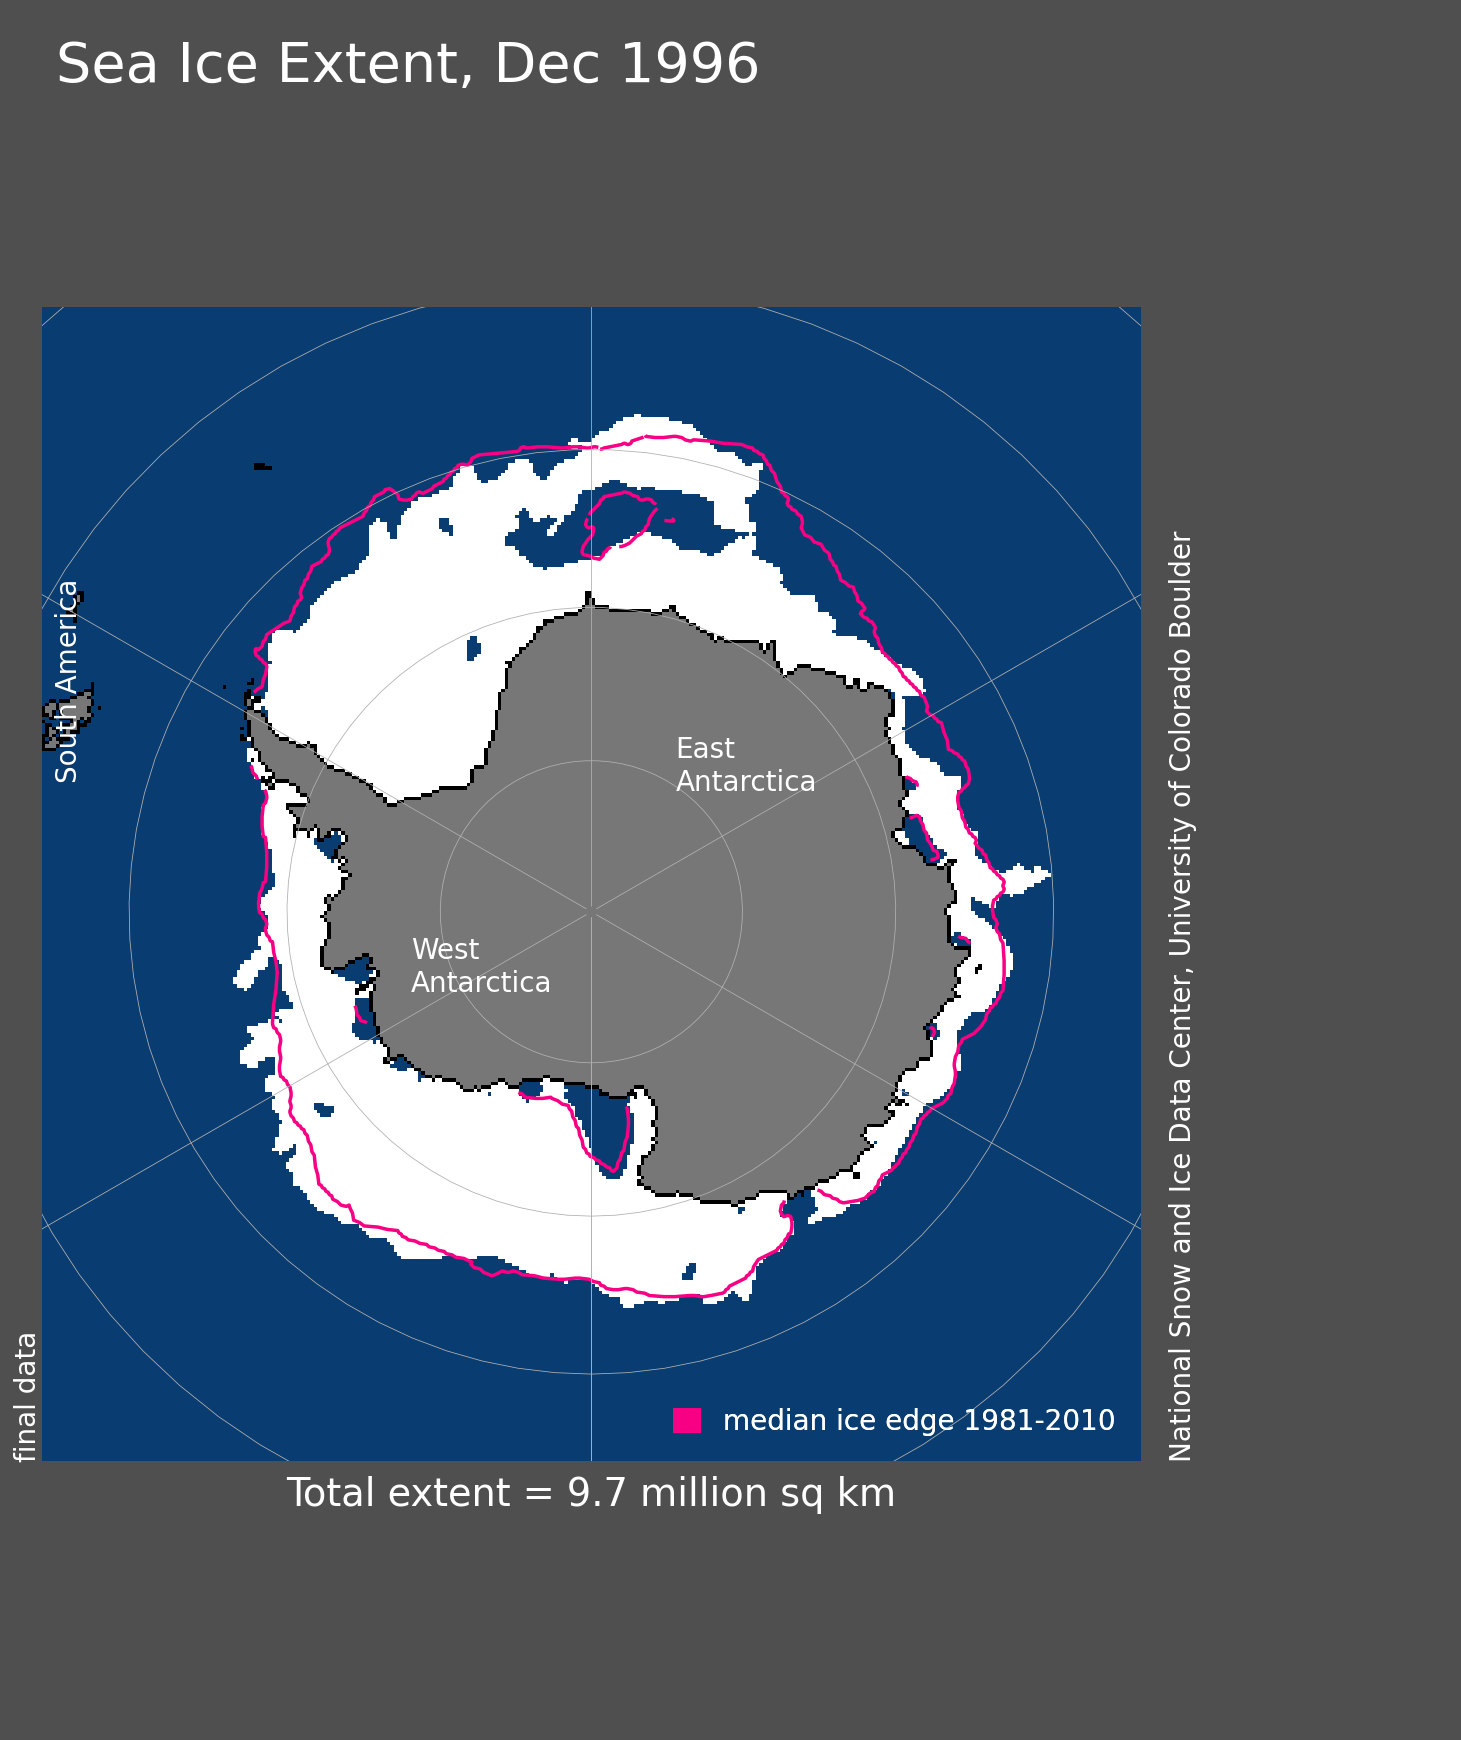 Sea Ice Extent, Dec 1996
South America
East
Antarctica
West
Antarctica
National Snow and Ice Data Center, University of Colorado Boulder
final data
median ice edge 1981-2010
Total extent = 9.7 million sq km